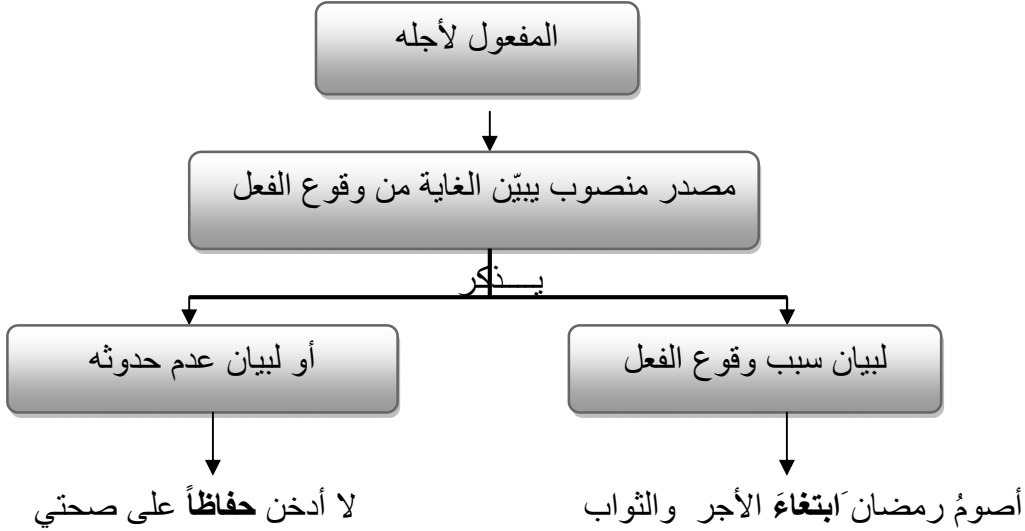 المفعول لأجله
مصدر منصوب يبيّن الغاية من وقوع الفعل
يـــذكر
لبيان سبب وقوع الفعل
أو لبيان عدم حدوثه
أصومُ رمضان َابتغاءَ الأجر والثواب
لا أدخن حفاظاً على صحتي